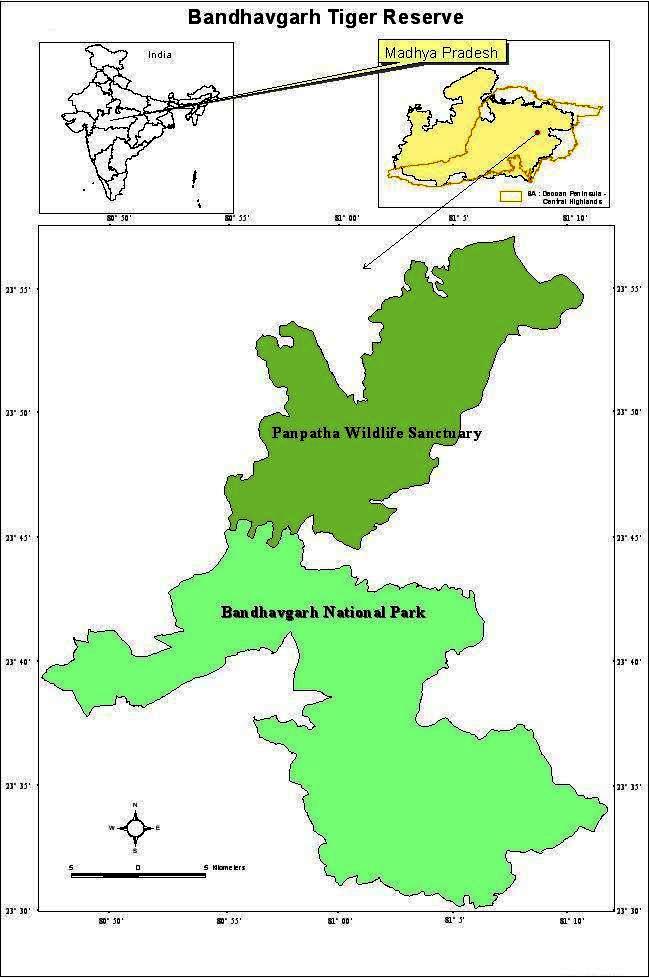 Bandhavgarh Tiger Reserve
India
Madhya Pradesh
6A : Deccan Peninsula -
Central Highlands
80° 50'
80° 55'
81° 00'
81° 5'
81° 10'
23° 55'
23° 55'
23° 50'
23° 50'
Panpatha Wildlife Sanctuary
23° 45'
23° 45'
Bandhavgarh National Park
23° 40'
23° 40'
23° 35'
23° 35'
N
W
E
S
5
0
5 Kilometers
23° 30'
23° 30'
80° 50'
80° 55'
81° 00'
81° 5'
81° 10'